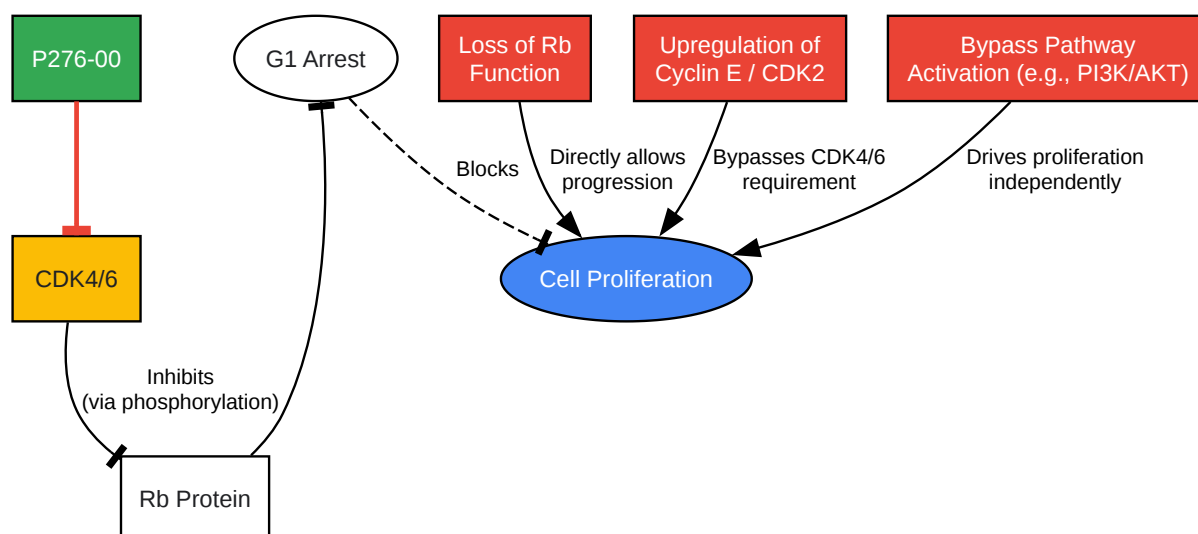 P276-00
G1 Arrest
Loss of Rb
Function
Upregulation of
Cyclin E / CDK2
Bypass Pathway
Activation (e.g., PI3K/AKT)
Blocks
Directly allows
progression
Bypasses CDK4/6
requirement
Drives proliferation
independently
CDK4/6
Cell Proliferation
Inhibits
(via phosphorylation)
Rb Protein